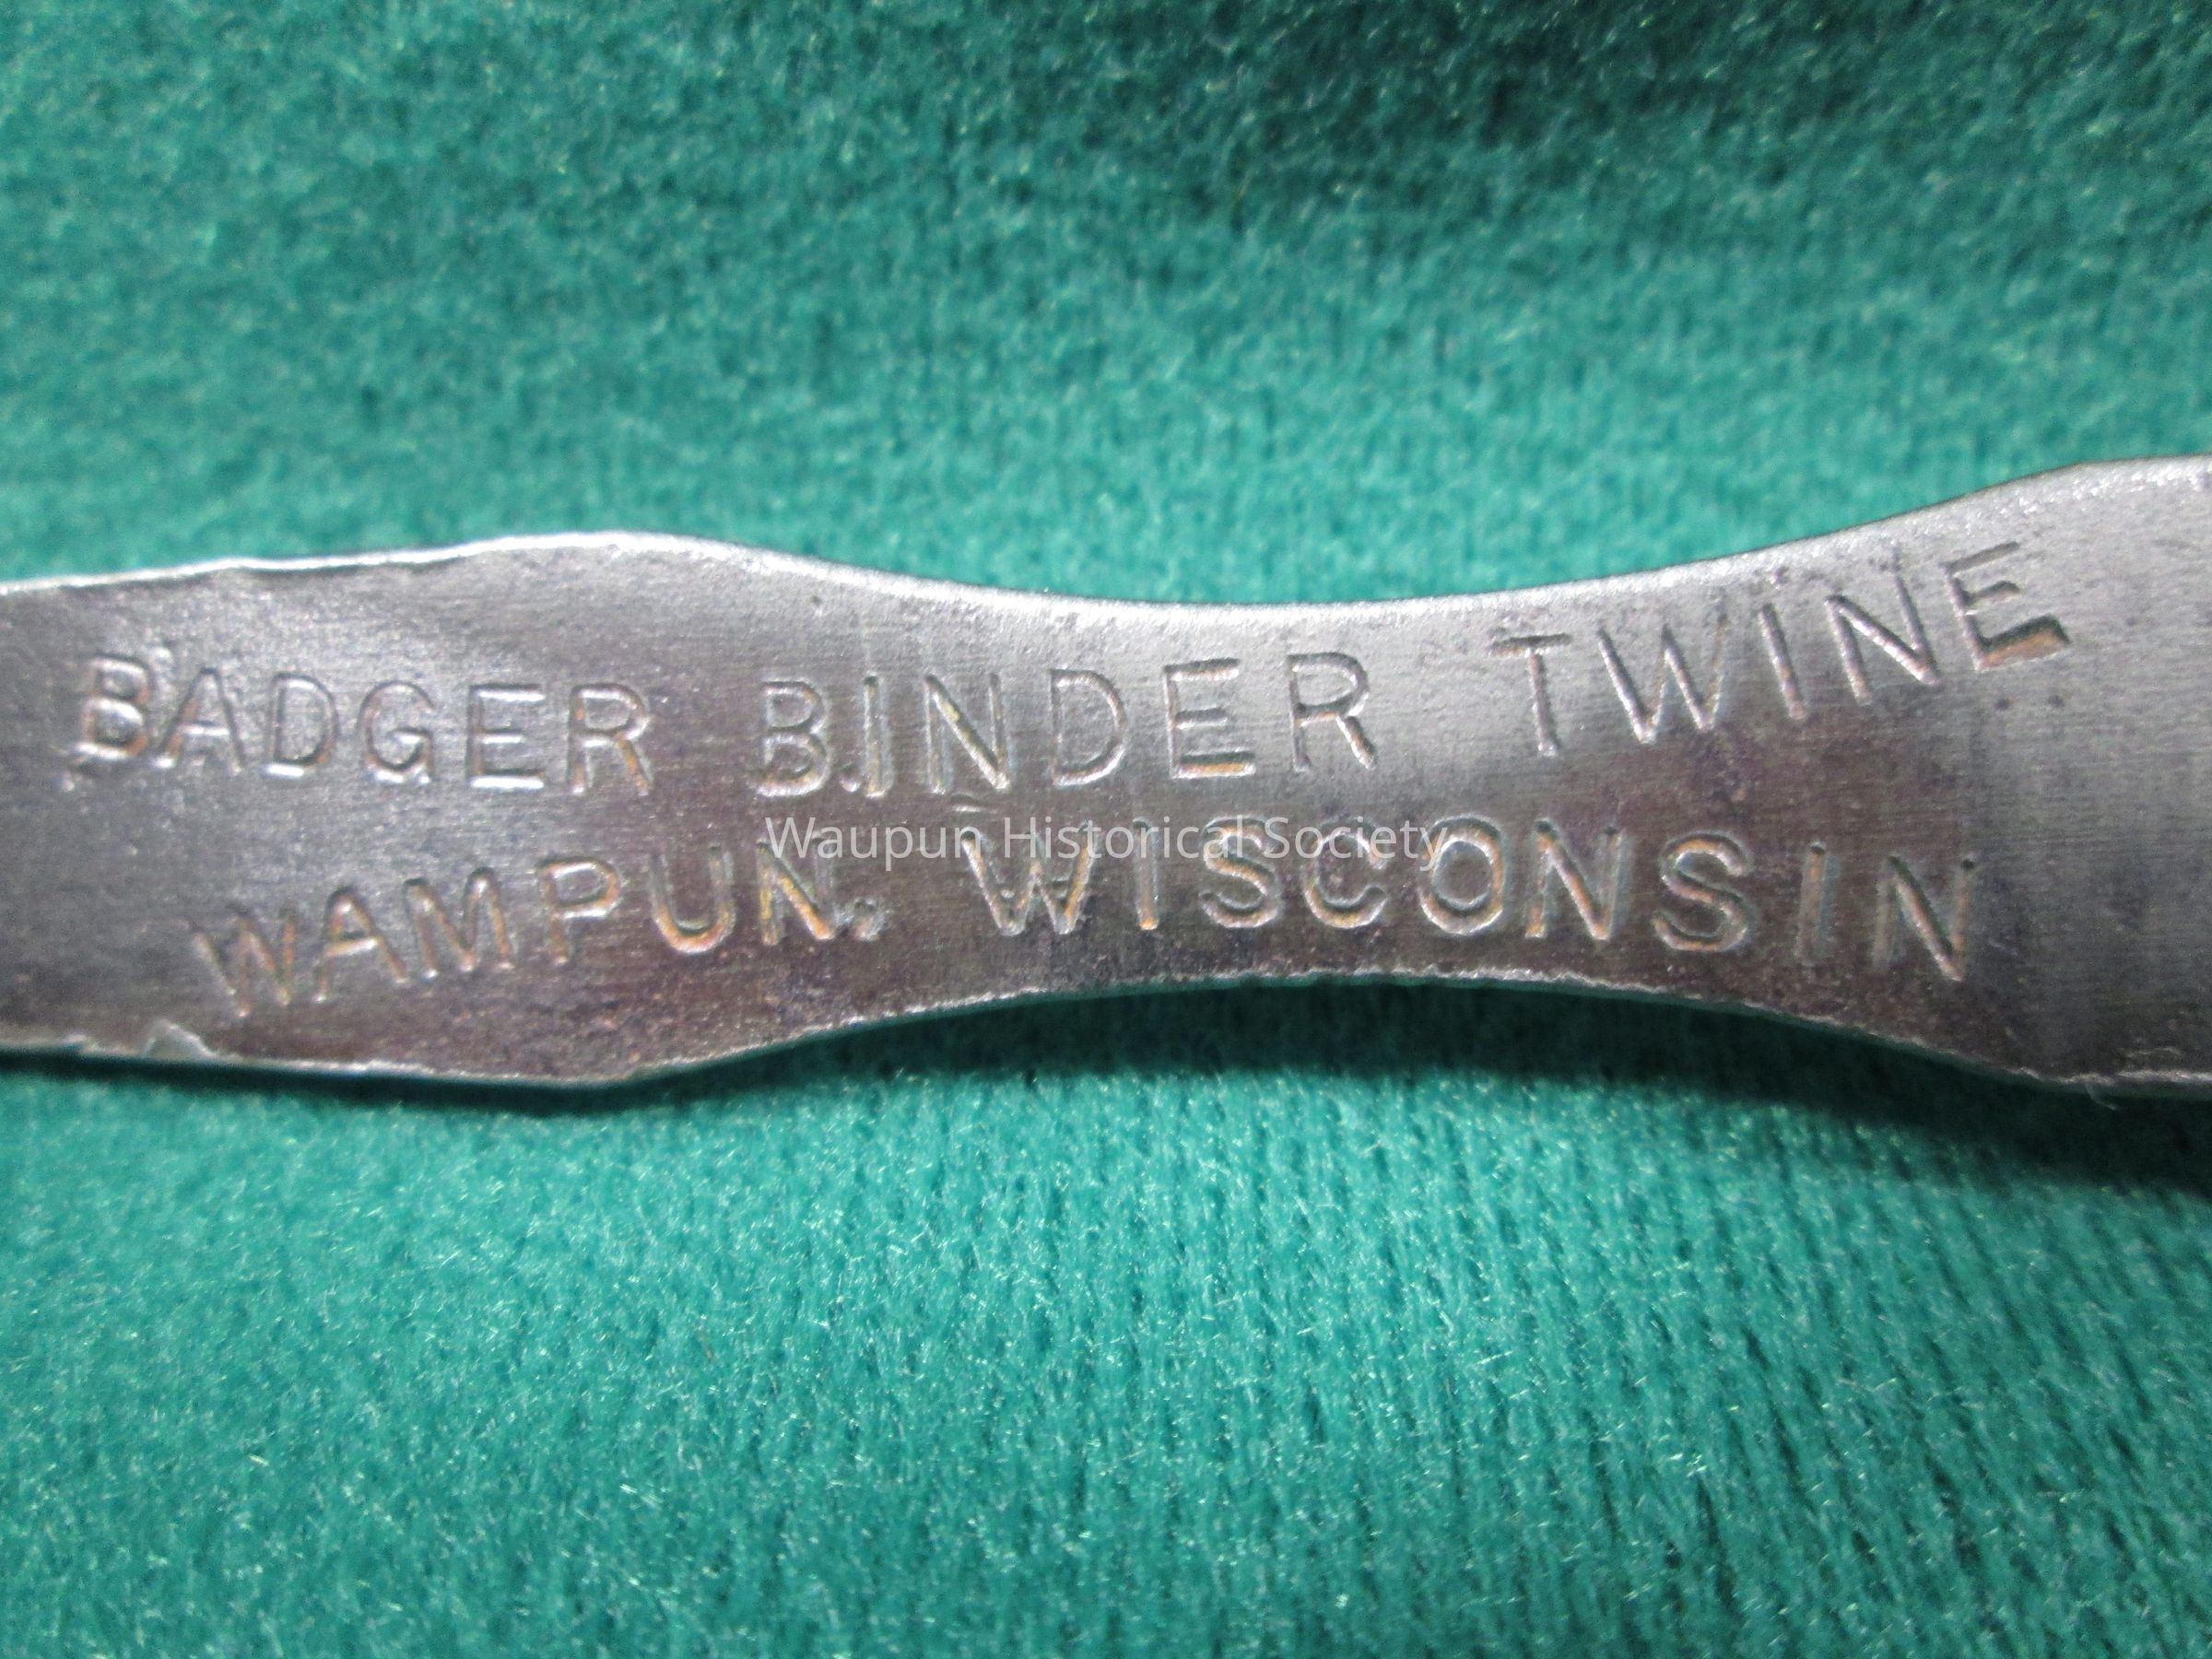 BADGER BINDER TWINE
Waupun Historical Society
WAMPUN. WISCONSIN